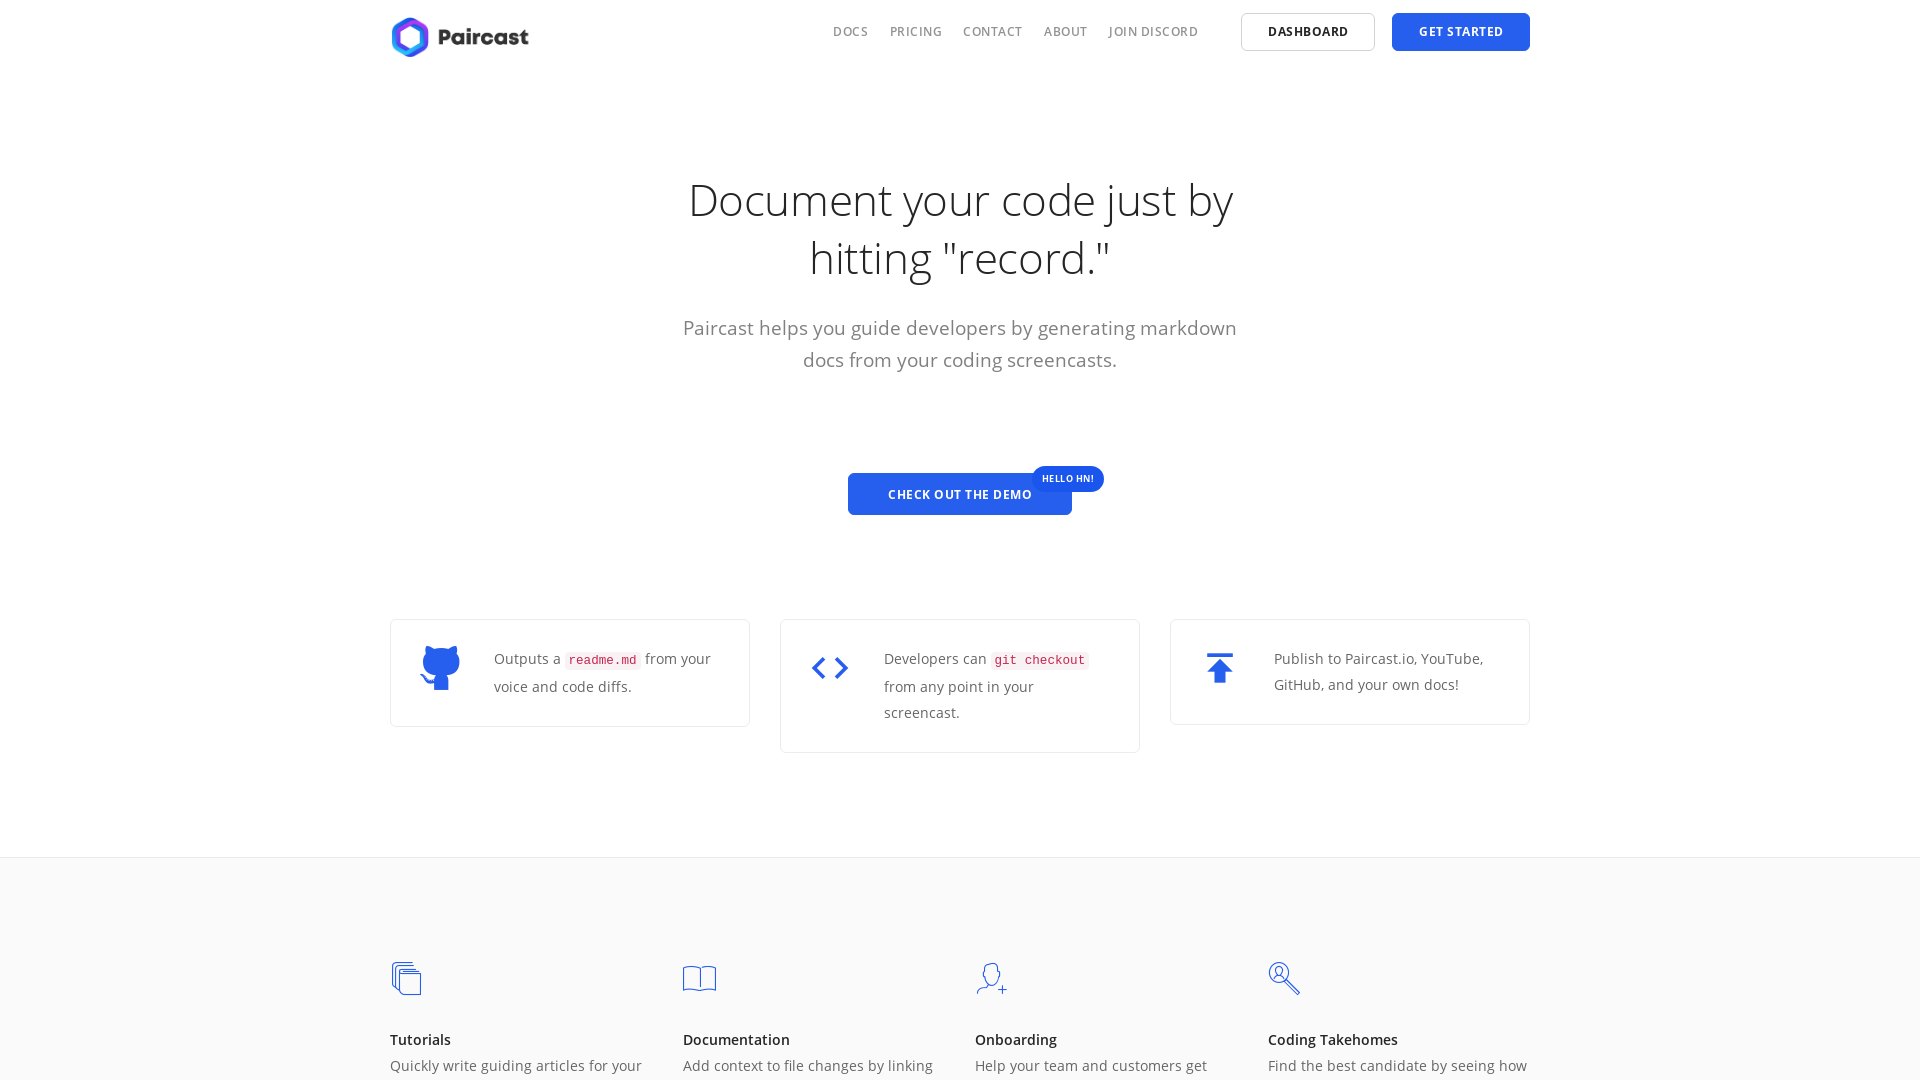 Paircast
DOCS PRICING CONTACT ABOUT JOIN DISCORD DASHBOARD GET STARTED
Document your code just by
hitting "record."
Paircast helps you guide developers by generating markdown
docs from your coding screencasts.
HELLO HN!
CHECK OUT THE DEMO
Outputs a readme.md from your
voice and code diffs.
Developers can git checkout
from any point in your
screencast.
Publish to Paircast.io, YouTube,
GitHub, and your own docs!
Tutorials
Quickly write guiding articles for your
Documentation
Add context to file changes by linking
Onboarding
Help your team and customers get
Coding Takehomes
Find the best candidate by seeing how